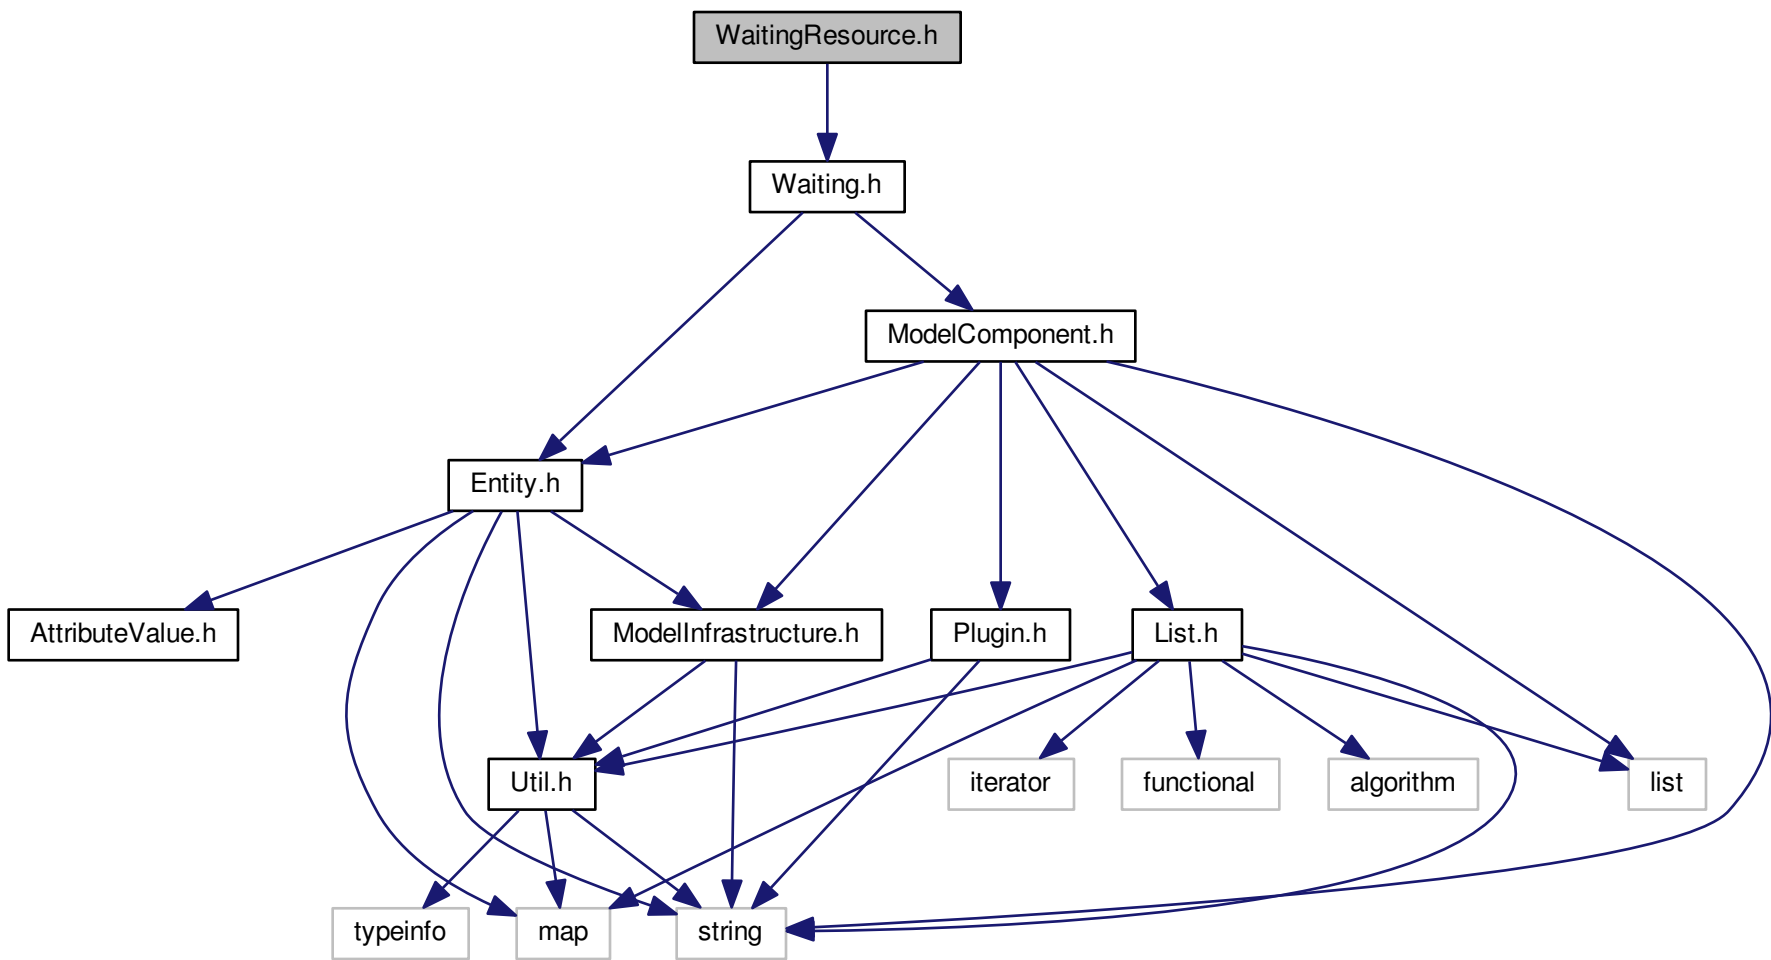 WaitingResource.h
Waiting.h
ModelComponent.h
Entity.h
AttributeValue.h
ModelInfrastructure.h
Plugin.h
List.h
Util.h
iterator
functional
algorithm
list
typeinfo
map
string